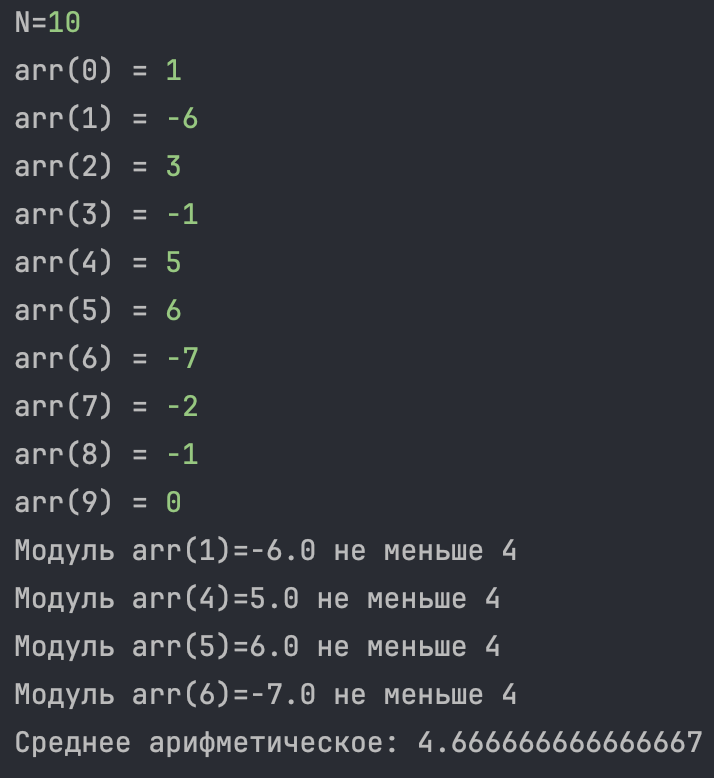 N=10
arr(0) = 1
arr(1) = -6
arr(2) = 3
arr(3) = -1
arr(4) = 5
arr(5) = 6
arr(6) = -7
arr(7) = -2
arr(8) = -1
arr(9) = 0
Модуль arr(1)=-6.0 не меньше 4
Модуль arr(4)=5.0 не меньше 4
Модуль arr(5)=6.0 не меньше 4
Модуль arr(6)=-7.0 не меньше 4
Среднее арифметическое: 4.666666666666667